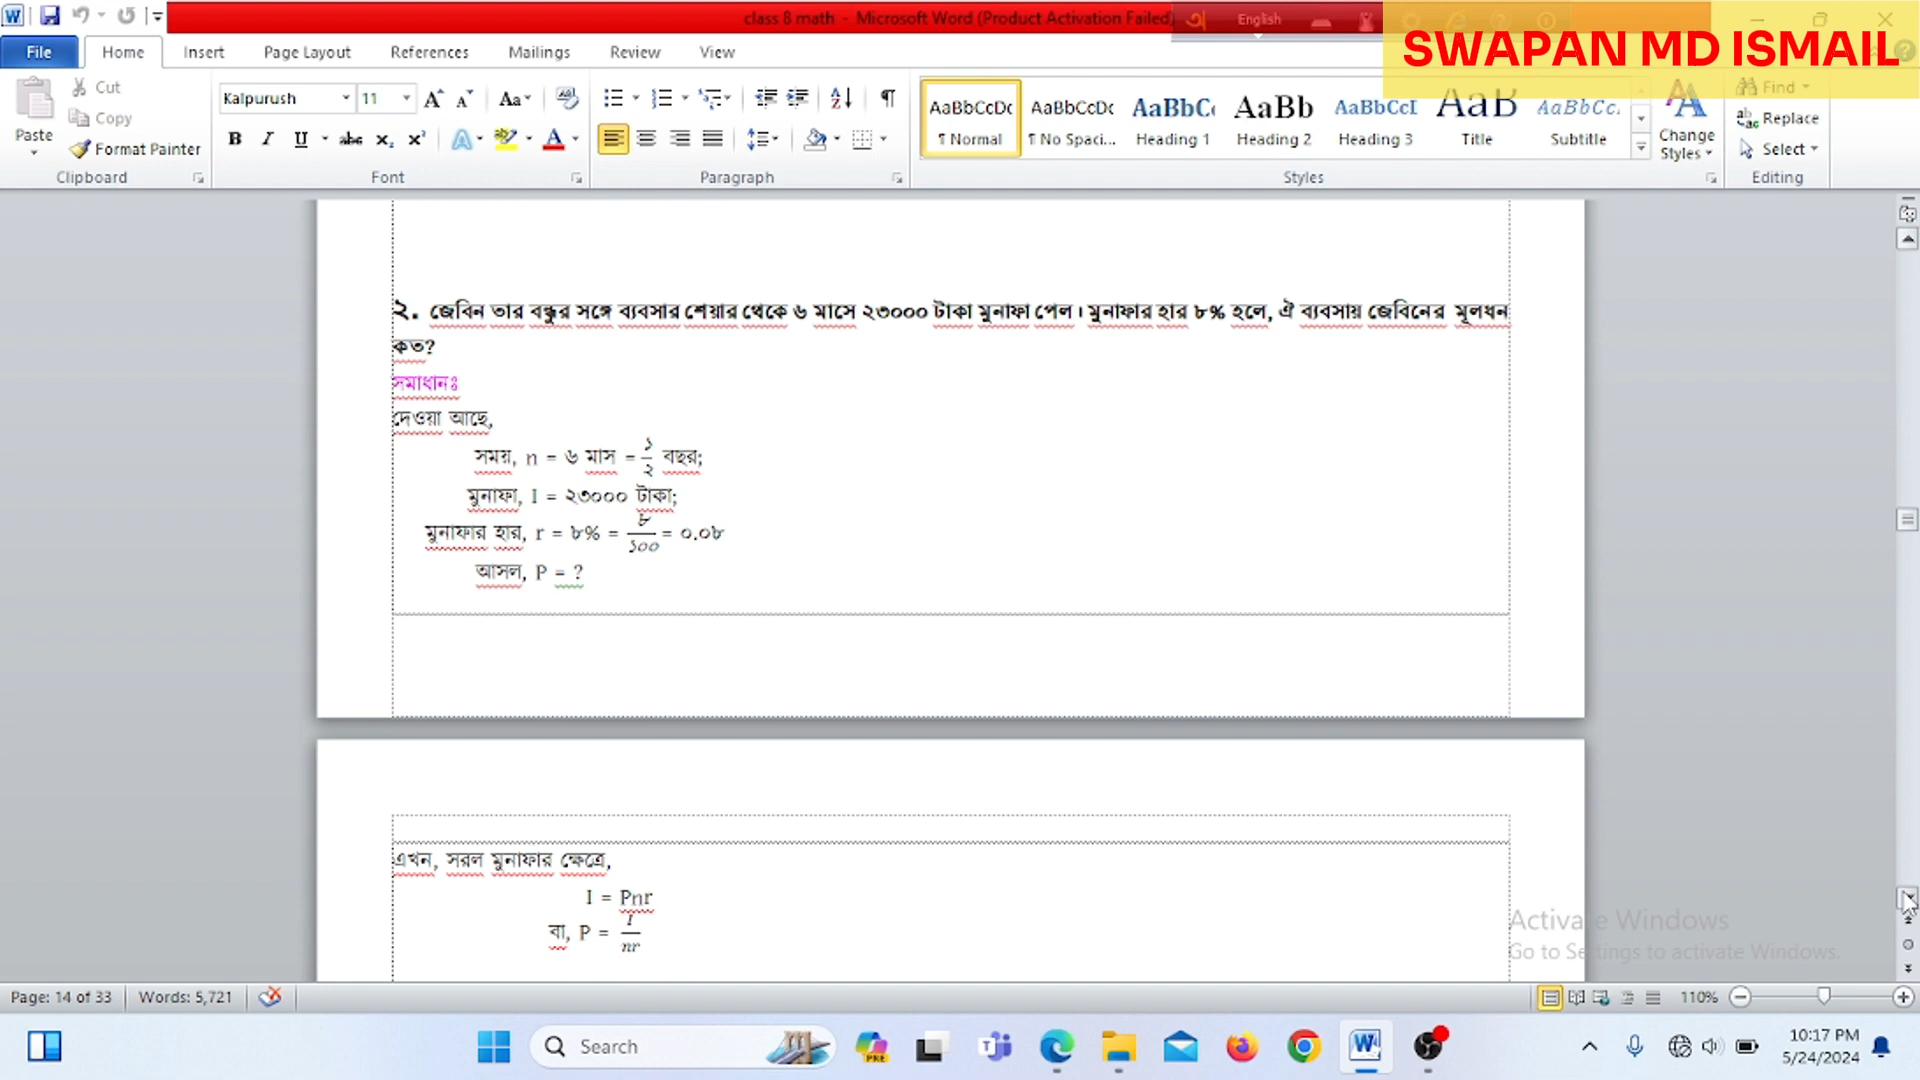 class 8 math - Microsoft Word (Product Activation Failed)
English
SWAPAN MD ISMAIL
File Home Insert Page Layout References Mailings Review View
Cut
Copy
Format Painter
Paste
Clipboard
Kalpurush 11
Font
Paragraph
AaBbCcDc AaBbCcDc AaBbC AaBb AaBbCcI AaB AaBbCc.
¶ Normal ¶ No Spaci... Heading 1 Heading 2 Heading 3 Title Subtitle
Change Styles
Styles
Find
Replace
Select
Editing
২. জেবিন তার বন্ধুর সঙ্গে ব্যবসার শেয়ার থেকে ৬ মাসে ২৩০০০ টাকা মুনাফা পেল। মুনাফার হার ৮% হলে, ঐ ব্যবসায় জেবিনের মূলধন
কত?
সমাধানঃ
দেওয়া আছে,
সময়, n = ৬ মাস = ১/২ বছর;
মুনাফা, I = ২৩০০০ টাকা;
মুনাফার হার, r = ৮% = ৮/১০০ = ০.০৮
আসল, P = ?
এখন, সরল মুনাফার ক্ষেত্রে,
I = Pnr
বা, P = I/nr
Activate Windows
Go to Settings to activate Windows.
Page: 14 of 33 Words: 5,721 110%
Search
PRE
10:17 PM
5/24/2024